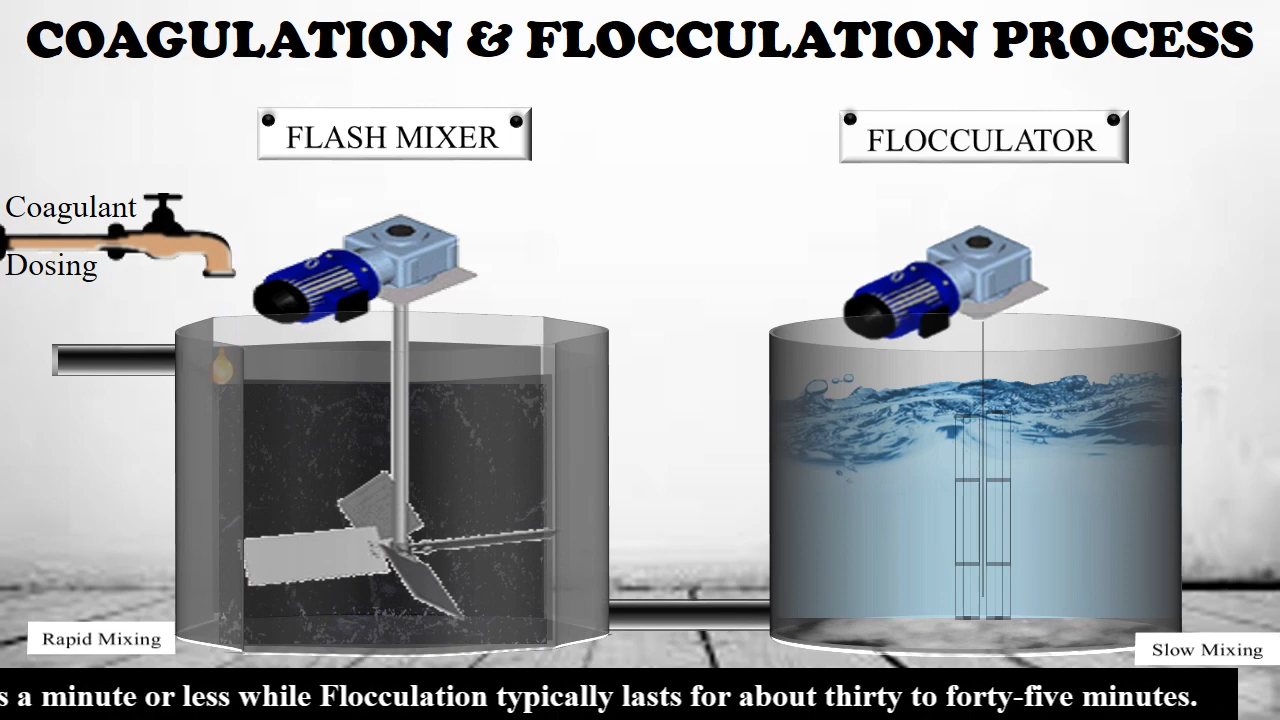 COAGULATION & FLOCCULATION PROCESS
FLASH MIXER
FLOCCULATOR
Coagulant
Dosing
Rapid Mixing
Slow Mixing
s a minute or less while Flocculation typically lasts for about thirty to forty-five minutes.